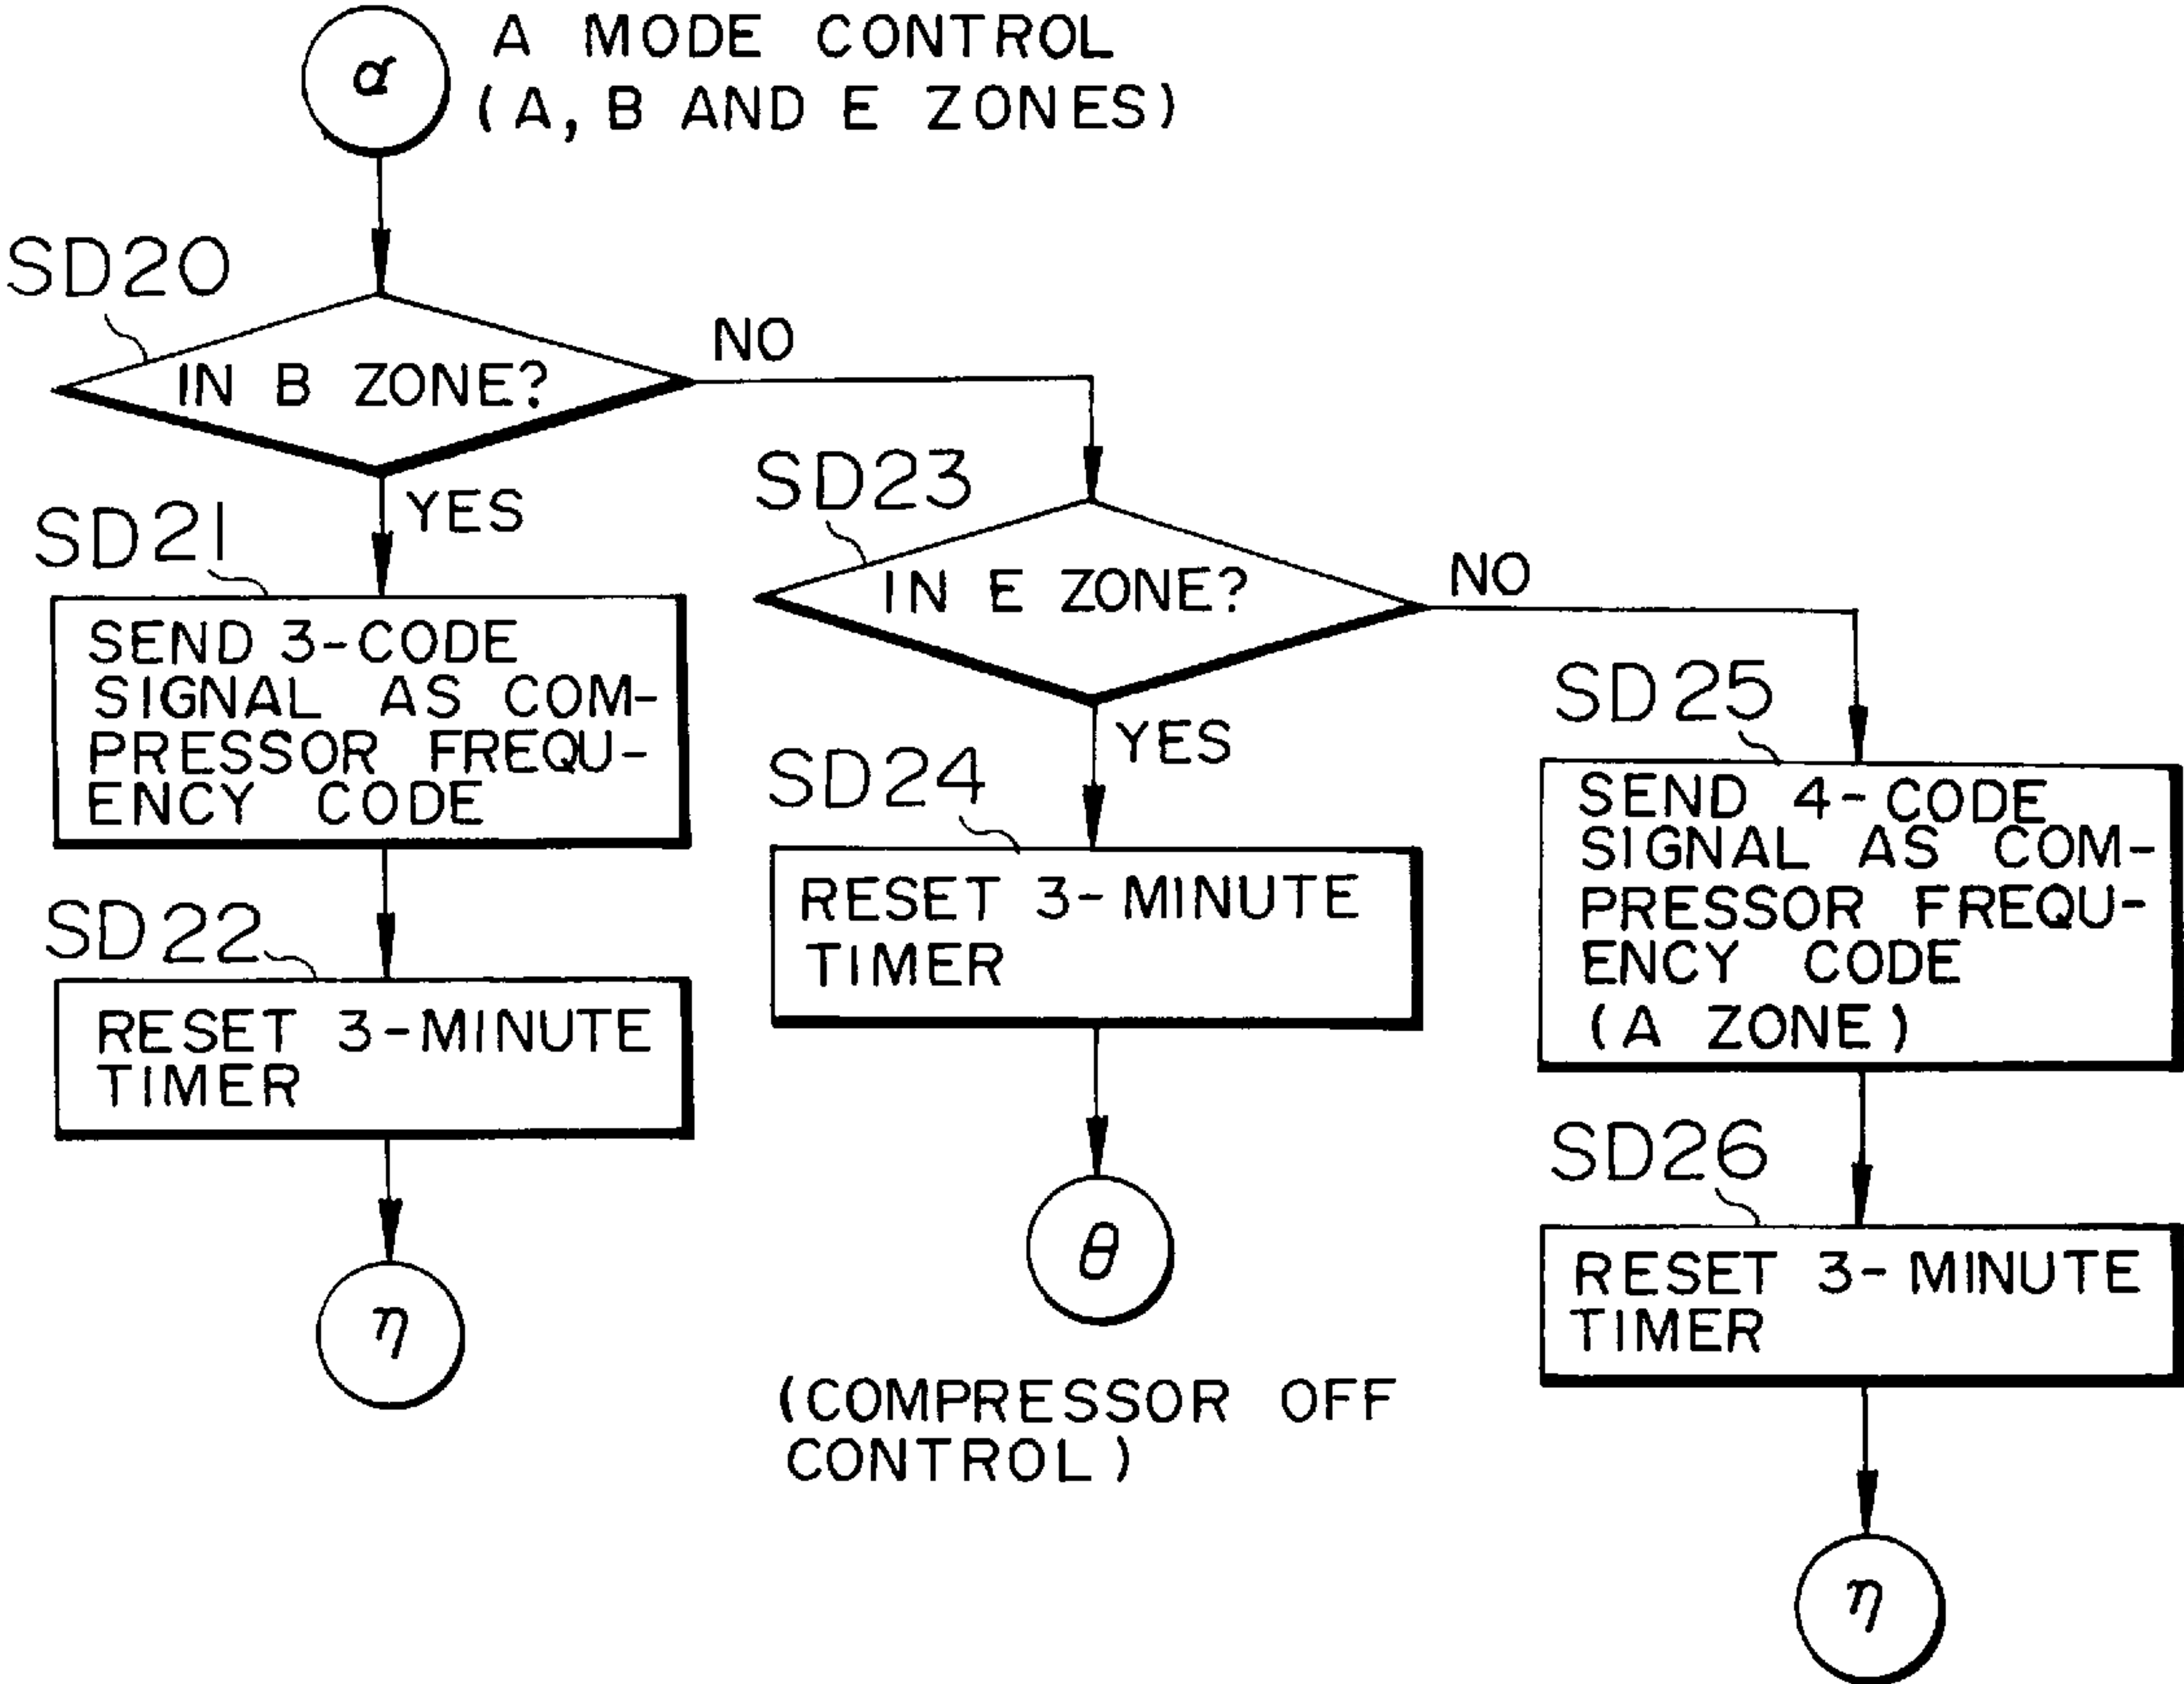 α
A MODE CONTROL
(A, B AND E ZONES)
SD20
IN B ZONE?
NO
YES
SD21
SEND 3-CODE
SIGNAL AS COM-
PRESSOR FREQU-
ENCY CODE
SD22
RESET 3-MINUTE
TIMER
η
SD23
IN E ZONE?
NO
YES
SD24
RESET 3-MINUTE
TIMER
θ
(COMPRESSOR OFF
CONTROL)
SD25
SEND 4-CODE
SIGNAL AS COM-
PRESSOR FREQU-
ENCY CODE
(A ZONE)
SD26
RESET 3-MINUTE
TIMER
η